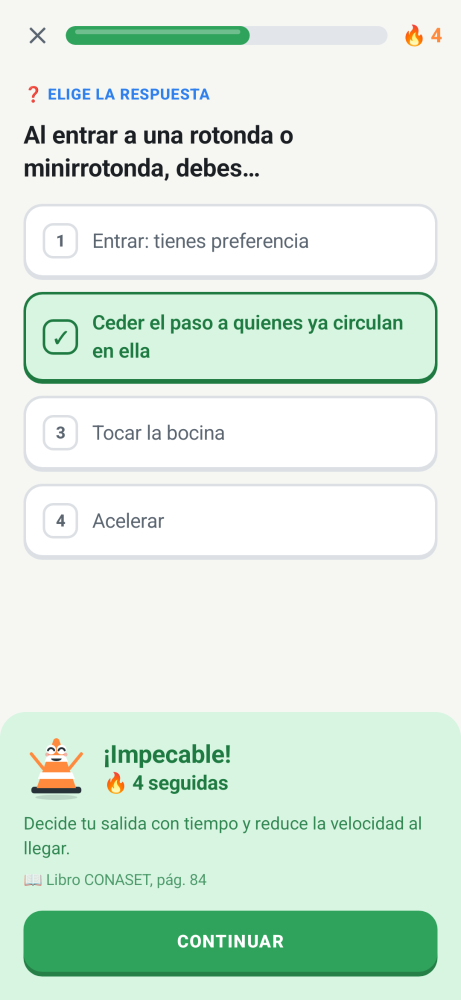 4
ELIGE LA RESPUESTA
Al entrar a una rotonda o
minirrotonda, debes...
1 Entrar: tienes preferencia
✓ Ceder el paso a quienes ya circulan
en ella
3 Tocar la bocina
4 Acelerar
¡Impecable!
4 seguidas
Decide tu salida con tiempo y reduce la velocidad al
llegar.
Libro CONASET, pág. 84
CONTINUAR